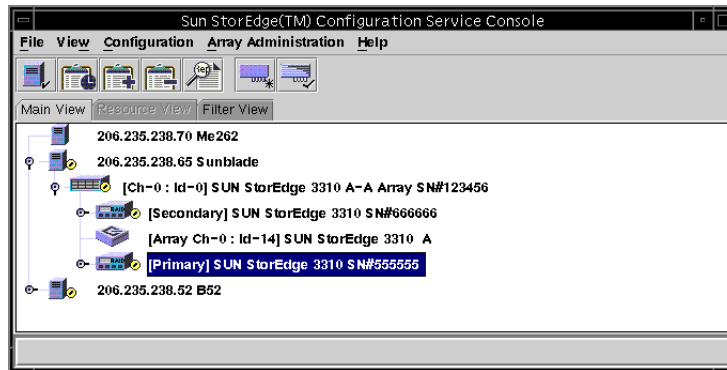 Sun StorEdge(TM) Configuration Service Console
File View Configuration Array Administration Help
Main View Resource View Filter View
206.235.238.70 Me262
206.235.238.65 Sunblade
[Ch-0 : Id-0] SUN StorEdge 3310 A-A Array SN#123456
[Secondary] SUN StorEdge 3310 SN#666666
[Array Ch-0 : Id-14] SUN StorEdge 3310 A
[Primary] SUN StorEdge 3310 SN#555555
206.235.238.52 B52